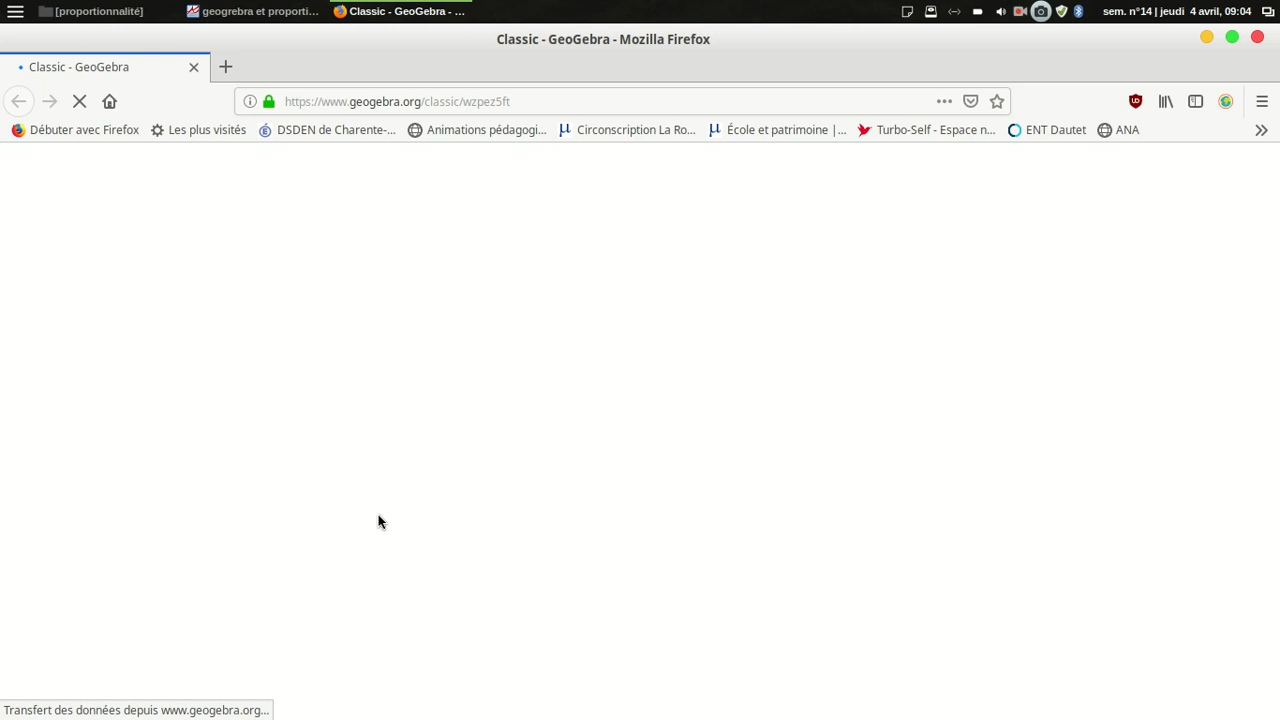 [proportionnalité] geogrebra et proporti... Classic - GeoGebra - ... sem. n°14 | jeudi 4 avril, 09:04
Classic - GeoGebra - Mozilla Firefox
Classic - GeoGebra
https://www.geogebra.org/classic/wzpez5ft
Débuter avec Firefox Les plus visités DSDEN de Charente-... Animations pédagogi... Circonscription La Ro... École et patrimoine |... Turbo-Self - Espace n... ENT Dautet ANA
Transfert des données depuis www.geogebra.org...